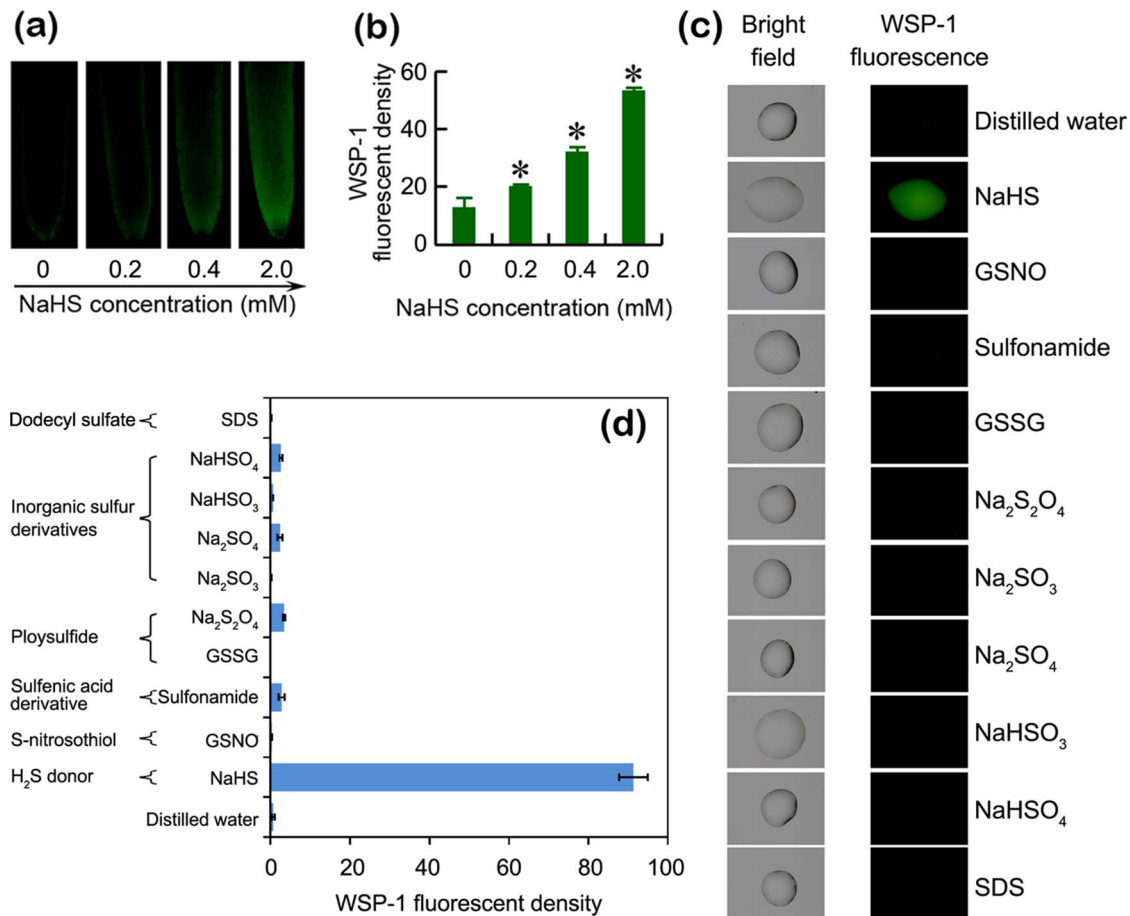 (a)
0
0.2
0.4
2.0
NaHS concentration (mM)
(b)
WSP-1
fluorescent density
60
40
20
0
*
*
*
0
0.2
0.4
2.0
NaHS concentration (mM)
(c)
Bright
field
WSP-1
fluorescence
Distilled water
NaHS
GSNO
Sulfonamide
GSSG
Na₂S₂O₄
Na₂SO₃
Na₂SO₄
NaHSO₃
NaHSO₄
SDS
(d)
Dodecyl sulfate
SDS
Inorganic sulfur
derivatives
NaHSO₄
NaHSO₃
Na₂SO₄
Na₂SO₃
Ploysulfide
Na₂S₂O₄
GSSG
Sulfenic acid
derivative
Sulfonamide
S-nitrosothiol
GSNO
H₂S donor
NaHS
Distilled water
0
20
40
60
80
100
WSP-1 fluorescent density